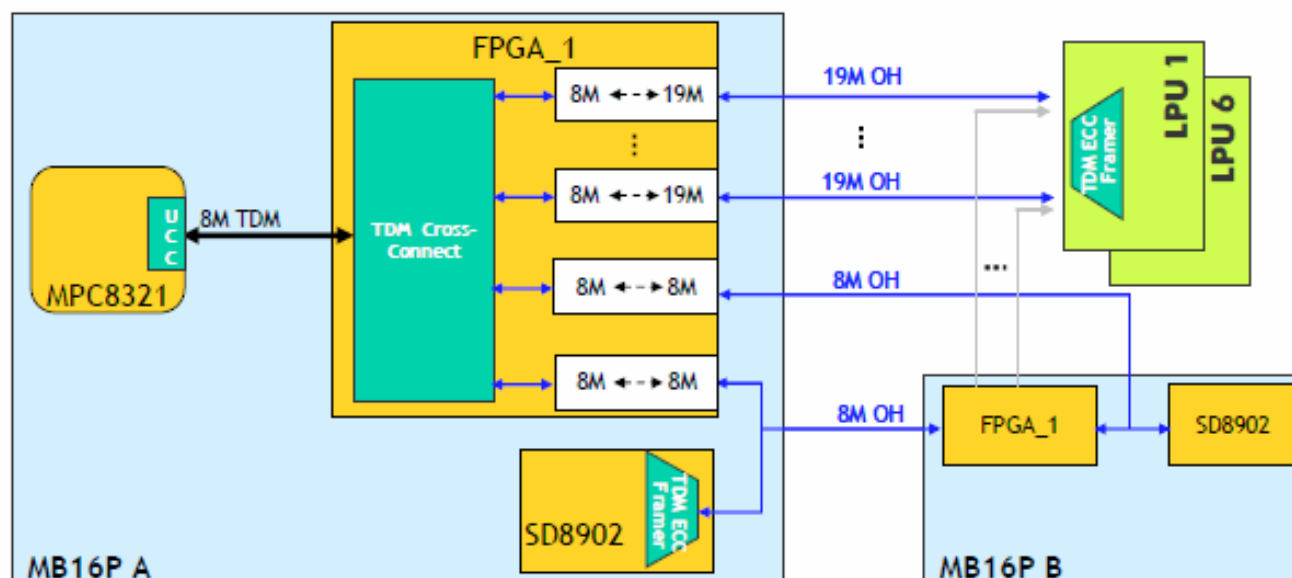 FPGA_1
8M 19M
19M OH
LPU 1
LPU 6
TDM ECC
Framer
8M 19M
19M OH
U
C
C
8M TDM
TDM Cross-
Connect
MPC8321
8M 8M
8M OH
8M 8M
8M OH
FPGA_1
SD8902
SD8902
TDM ECC
Framer
MB16P A
MB16P B